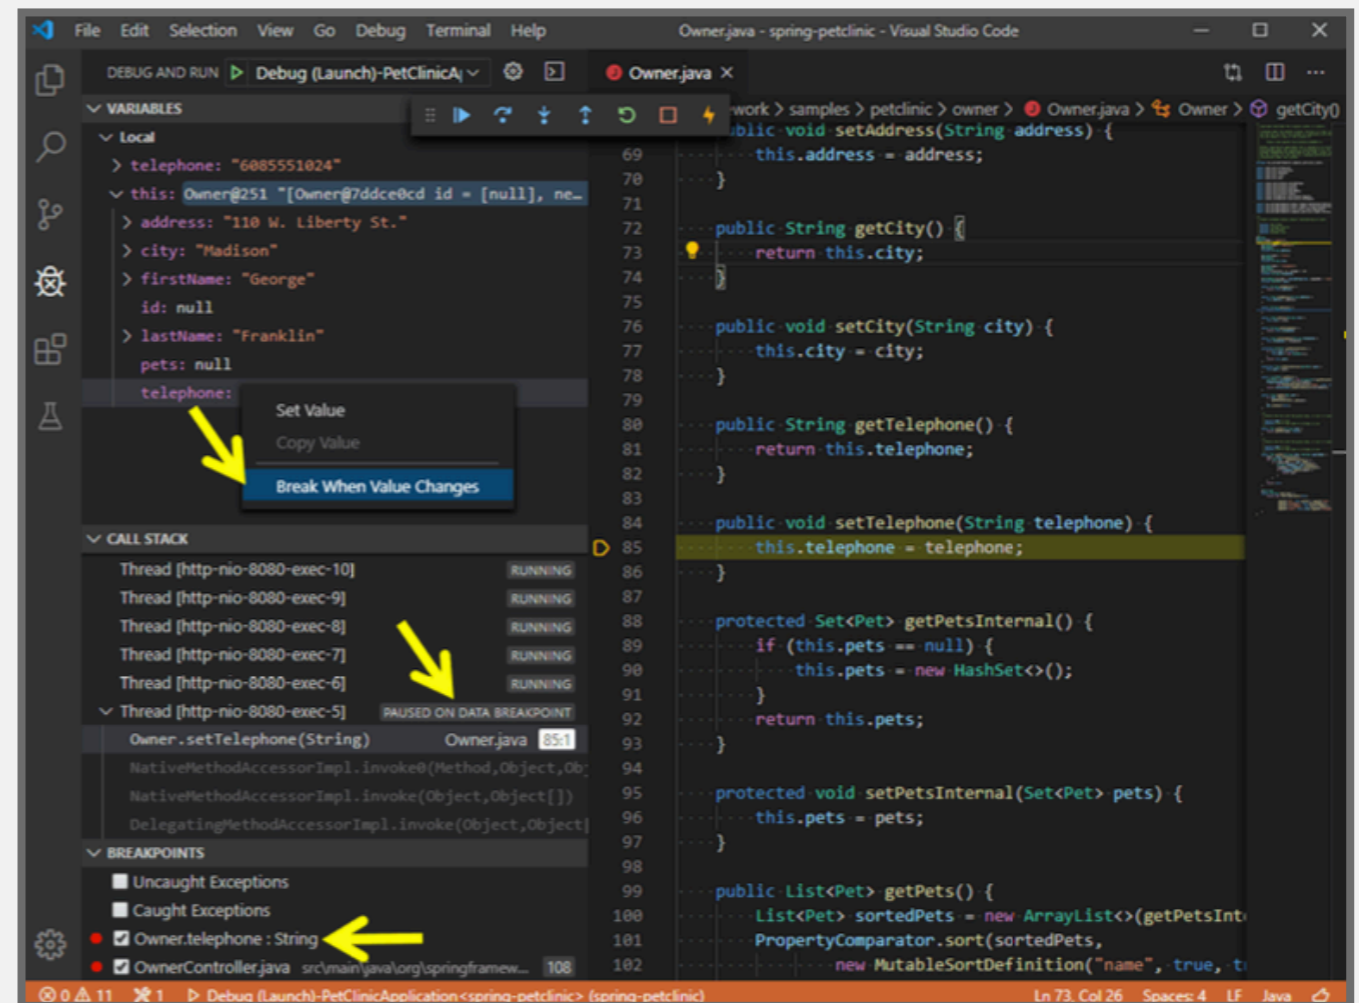 File Edit Selection View Go Debug Terminal Help
Owner.java - spring-petclinic - Visual Studio Code
DEBUG AND RUN Debug (Launch)-PetClinicA
Owner.java
VARIABLES
Local
telephone: "6085551024"
this: Owner@251 "[Owner@7ddce0cd id = [null], ne…
address: "110 W. Liberty St."
city: "Madison"
firstName: "George"
id: null
lastName: "Franklin"
pets: null
telephone:
Set Value
Copy Value
Break When Value Changes
CALL STACK
Thread [http-nio-8080-exec-10] RUNNING
Thread [http-nio-8080-exec-9] RUNNING
Thread [http-nio-8080-exec-8] RUNNING
Thread [http-nio-8080-exec-7] RUNNING
Thread [http-nio-8080-exec-6] RUNNING
Thread [http-nio-8080-exec-5] PAUSED ON DATA BREAKPOINT
Owner.setTelephone(String) Owner.java 85:1
NativeMethodAccessorImpl.invoke0(Method,Object,Obj
NativeMethodAccessorImpl.invoke(Object,Object[])
DelegatingMethodAccessorImpl.invoke(Object,Object[
BREAKPOINTS
Uncaught Exceptions
Caught Exceptions
Owner.telephone : String
OwnerController.java src\main\java\org\springframew... 108
ework > samples > petclinic > owner > Owner.java > Owner > getCity()
public void setAddress(String address) {
69 this.address = address;
70 }
71
72 public String getCity() {
73 return this.city;
74 }
75
76 public void setCity(String city) {
77 this.city = city;
78 }
79
80 public String getTelephone() {
81 return this.telephone;
82 }
83
84 public void setTelephone(String telephone) {
85 this.telephone = telephone;
86 }
87
88 protected Set<Pet> getPetsInternal() {
89 if (this.pets == null) {
90 this.pets = new HashSet<>();
91 }
92 return this.pets;
93 }
94
95 protected void setPetsInternal(Set<Pet> pets) {
96 this.pets = pets;
97 }
98
99 public List<Pet> getPets() {
100 List<Pet> sortedPets = new ArrayList<>(getPetsInt
101 PropertyComparator.sort(sortedPets,
102 new MutableSortDefinition("name", true, t
0 11 1 Debug (Launch)-PetClinicApplication<spring-petclinic> (spring-petclinic)
Ln 73, Col 26 Spaces: 4 LF Java